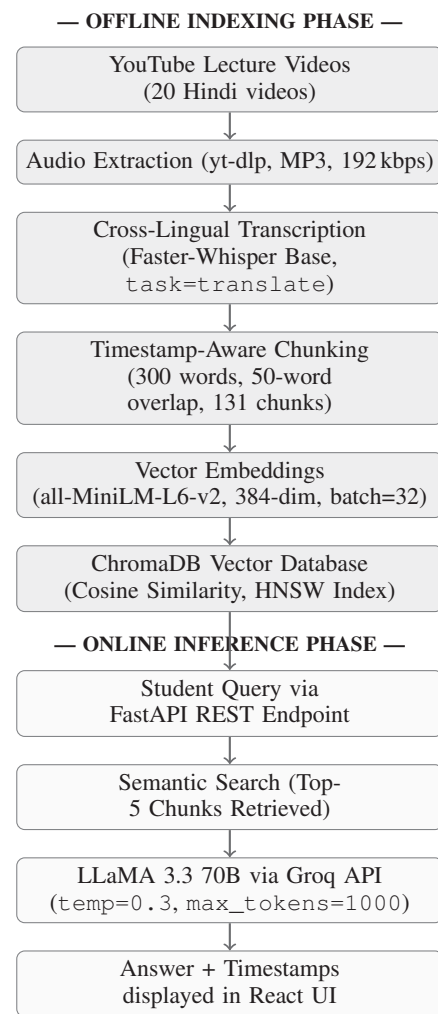 — OFFLINE INDEXING PHASE —
YouTube Lecture Videos
(20 Hindi videos)
Audio Extraction (yt-dlp, MP3, 192 kbps)
Cross-Lingual Transcription
(Faster-Whisper Base,
task=translate)
Timestamp-Aware Chunking
(300 words, 50-word
overlap, 131 chunks)
Vector Embeddings
(all-MiniLM-L6-v2, 384-dim, batch=32)
ChromaDB Vector Database
(Cosine Similarity, HNSW Index)
— ONLINE INFERENCE PHASE —
Student Query via
FastAPI REST Endpoint
Semantic Search (Top-
5 Chunks Retrieved)
LLaMA 3.3 70B via Groq API
(temp=0.3, max_tokens=1000)
Answer + Timestamps
displayed in React UI